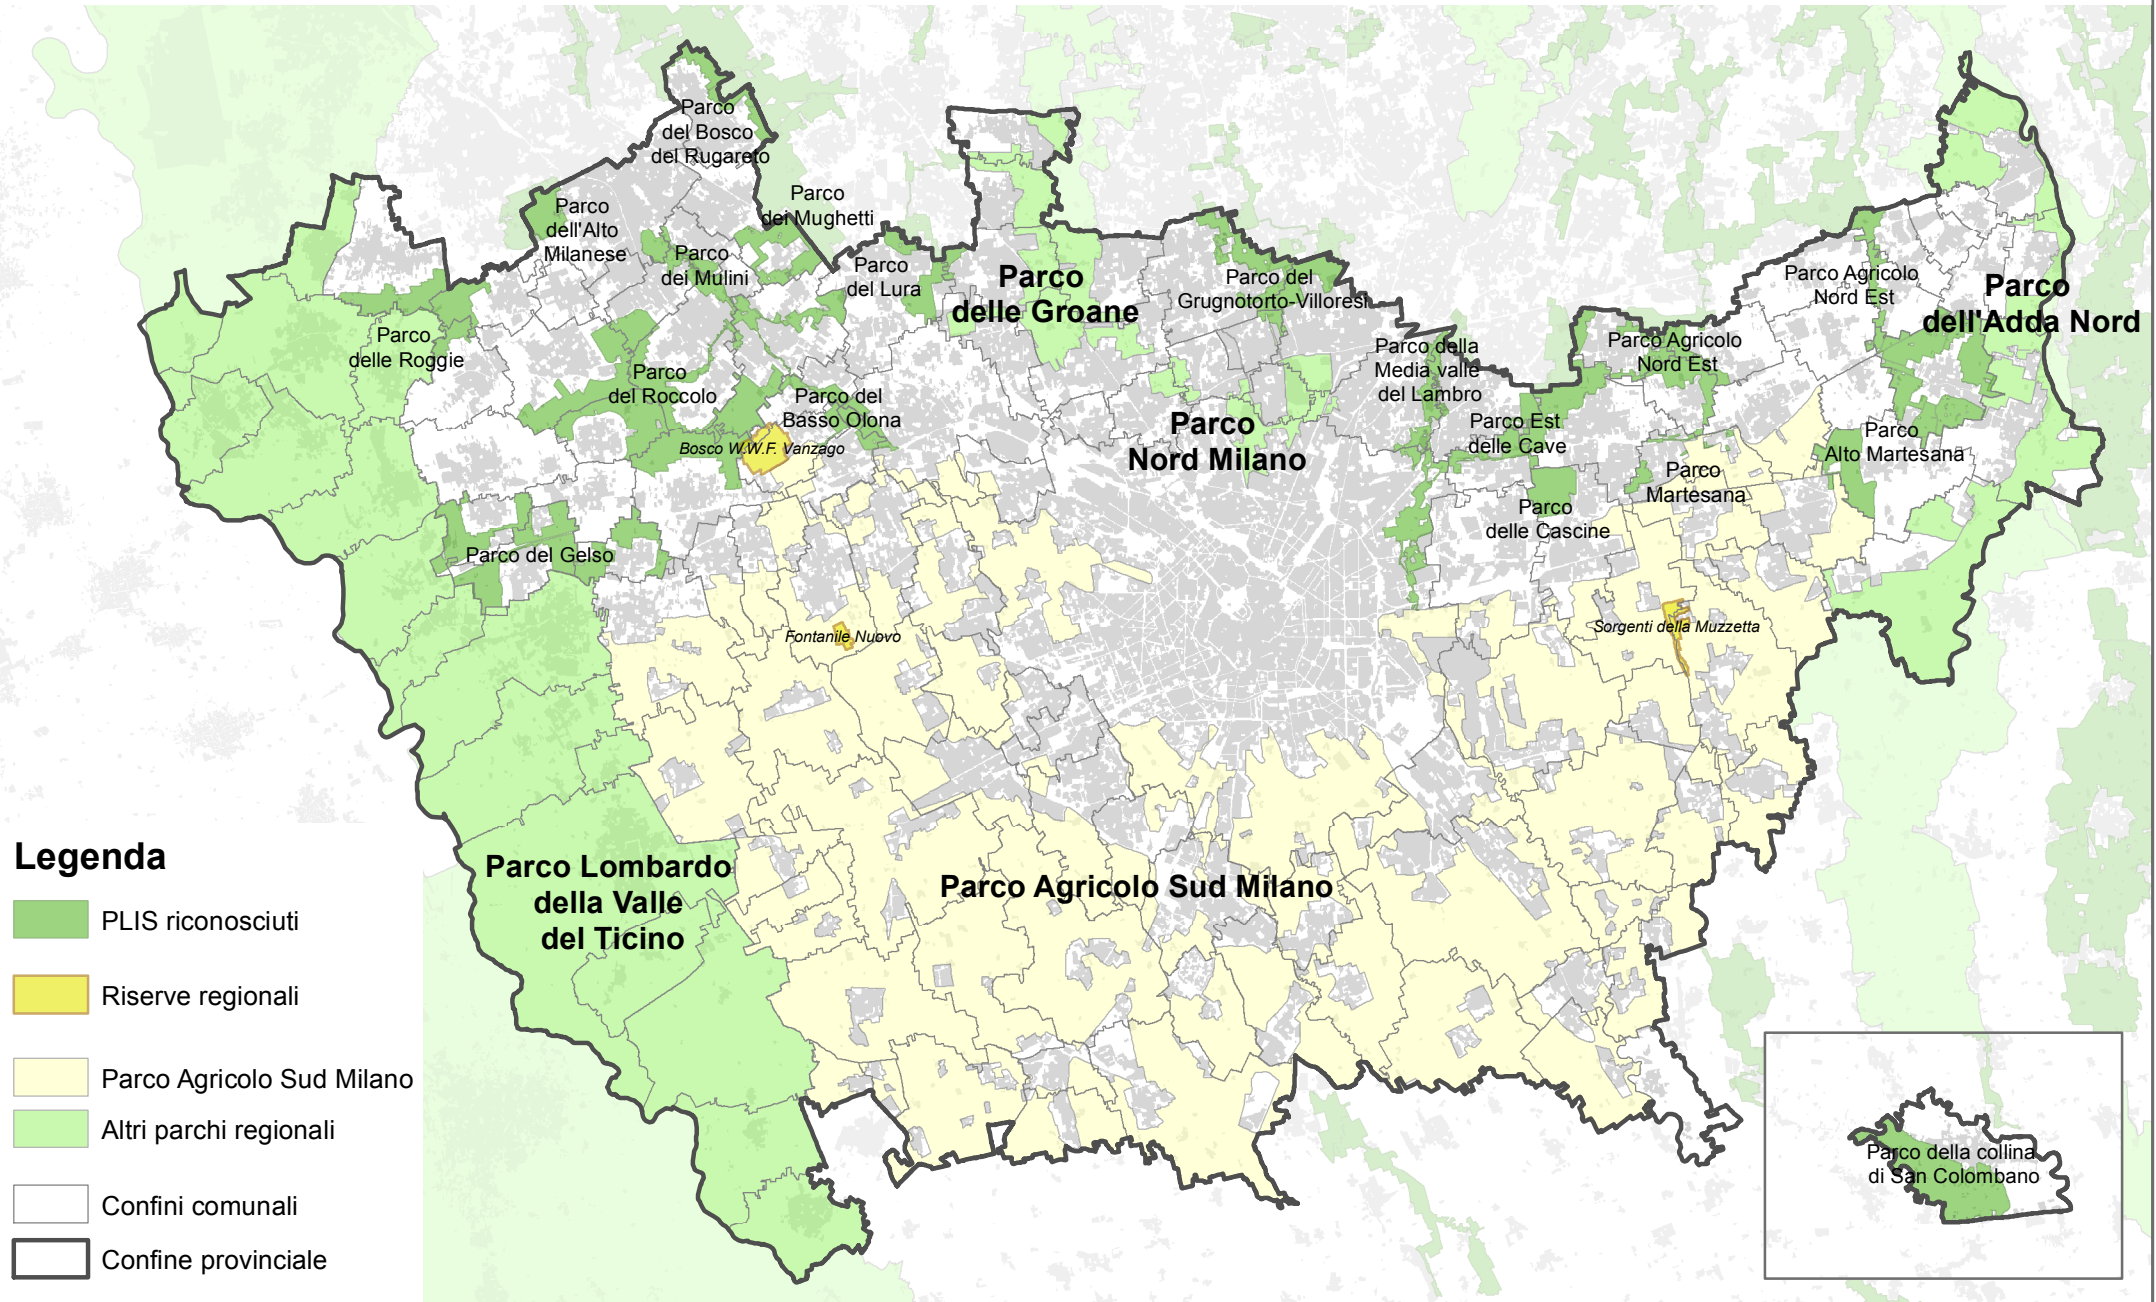 Parco
del Bosco
del Rugareto
Parco
dell'Alto
Milanese
Parco
dei Mughetti
Parco
dei Mulini
Parco
del Lura
Parco
delle Groane
Parco del
Grugnotorto-Villoresi
Parco Agricolo
Nord Est
Parco
dell'Adda Nord
Parco
delle Roggie
Parco
del Roccolo
Parco del
Basso Olona
Bosco W.W.F. Vanzago
Parco
Nord Milano
Parco della
Media valle
del Lambro
Parco Agricolo
Nord Est
Parco Est
delle Cave
Parco
Alto Martesana
Parco
Martesana
Parco
delle Cascine
Parco del Gelso
Fontanile Nuovo
Sorgenti della Muzzetta
Parco Lombardo
della Valle
del Ticino
Parco Agricolo Sud Milano
Parco della collina
di San Colombano
Legenda
PLIS riconosciuti
Riserve regionali
Parco Agricolo Sud Milano
Altri parchi regionali
Confini comunali
Confine provinciale